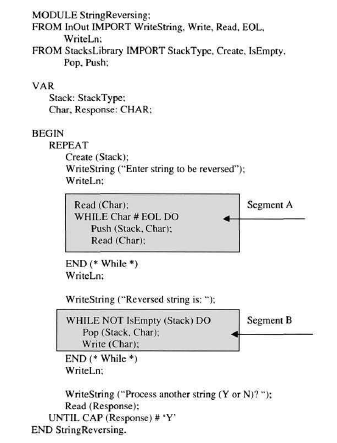 MODULE StringReversing;
FROM InOut IMPORT WriteString, Write, Read, EOL,
WriteLn;
FROM StacksLibrary IMPORT StackType, Create, IsEmpty,
Pop, Push;
VAR
Stack: StackType;
Char, Response: CHAR;
BEGIN
REPEAT
Create (Stack);
WriteString ("Enter string to be reversed");
WriteLn;
Read (Char); Segment A
WHILE Char # EOL DO
Push (Stack, Char);
Read (Char);
END (* While *)
WriteLn;
WriteString ("Reversed string is: ");
WHILE NOT IsEmpty (Stack) DO Segment B
Pop (Stack, Char);
Write (Char);
END (* While *)
WriteLn;
WriteString ("Process another string (Y or N)? ");
Read (Response);
UNTIL CAP (Response) # 'Y'
END StringReversing.